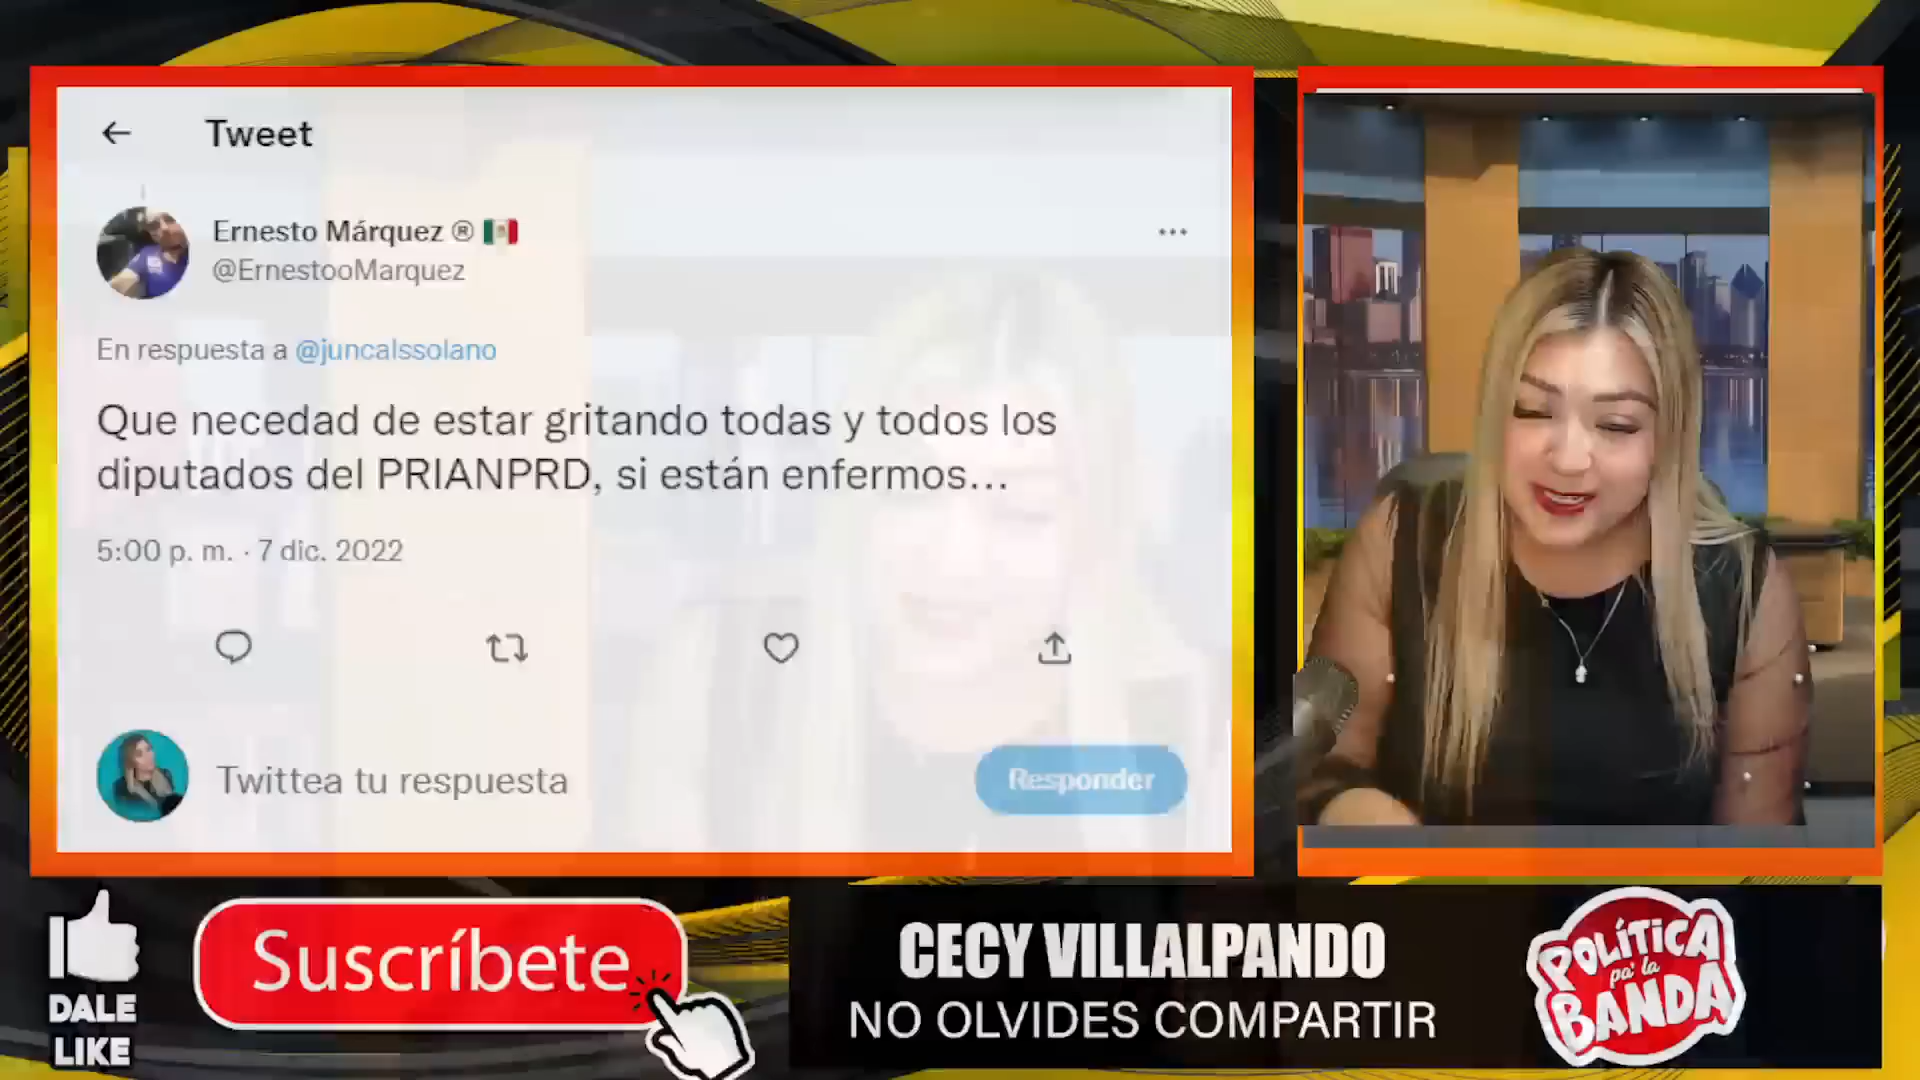 Tweet
Ernesto Márquez ®
@ErnestooMarquez
En respuesta a @juncalssolano
Que necedad de estar gritando todas y todos los
diputados del PRIANPRD, si están enfermos...
5:00 p. m. · 7 dic. 2022
Twittea tu respuesta
Responder
DALE
LIKE
Suscríbete
CECY VILLALPANDO
NO OLVIDES COMPARTIR
POLÍTICA
pa' la
BANDA